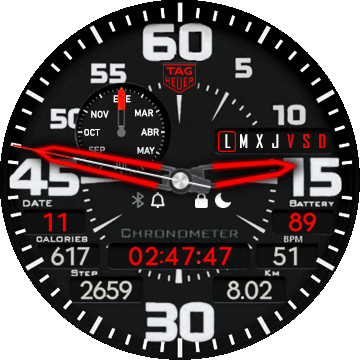 60
55
5
TAG
HEUER
50
10
ENE
NOV
MAR
OCT
ABR
SEP
MAY
L M X J V S D
45
15
DATE
Battery
11
89
CALORIES
BPM
CHRONOMETER
617
02:47:47
51
Step
Km
2659
8.02
30